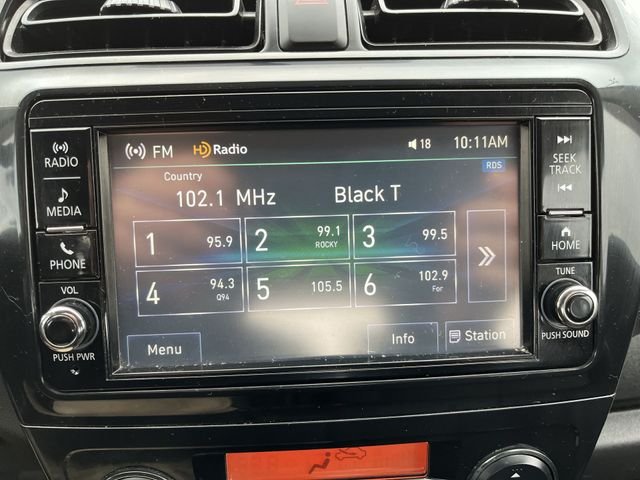 RADIO
MEDIA
PHONE
VOL
PUSH PWR
FM HD Radio 18 10:11AM
RDS
Country
102.1 MHz Black T
1 95.9
2 99.1
ROCKY
3 99.5
4 94.3
Q94
5 105.5
6 102.9
For
Menu Info Station
SEEK
TRACK
HOME
TUNE
PUSH SOUND